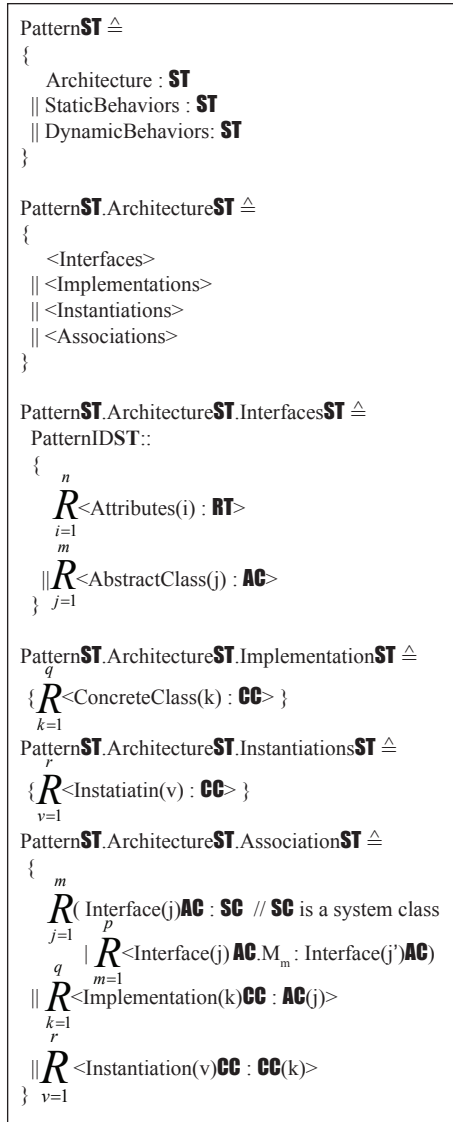 PatternST ≙
{
Architecture : ST
|| StaticBehaviors : ST
|| DynamicBehaviors: ST
}
PatternST.ArchitectureST ≙
{
<Interfaces>
|| <Implementations>
|| <Instantiations>
|| <Associations>
}
PatternST.ArchitectureST.InterfacesST ≙
PatternIDST::
{
n
R<Attributes(i) : RT>
i=1
m
||R<AbstractClass(j) : AC>
} j=1
PatternST.ArchitectureST.ImplementationST ≙
q
{R<ConcreteClass(k) : CC> }
k=1
PatternST.ArchitectureST.InstantiationsST ≙
r
{R<Instatiatin(v) : CC> }
v=1
PatternST.ArchitectureST.AssociationST ≙
{
m
R( Interface(j)AC : SC // SC is a system class
j=1 p
| R<Interface(j) AC.Mm : Interface(j’)AC)
q m=1
|| R<Implementation(k)CC : AC(j)>
k=1
r
||R <Instantiation(v)CC : CC(k)>
} v=1